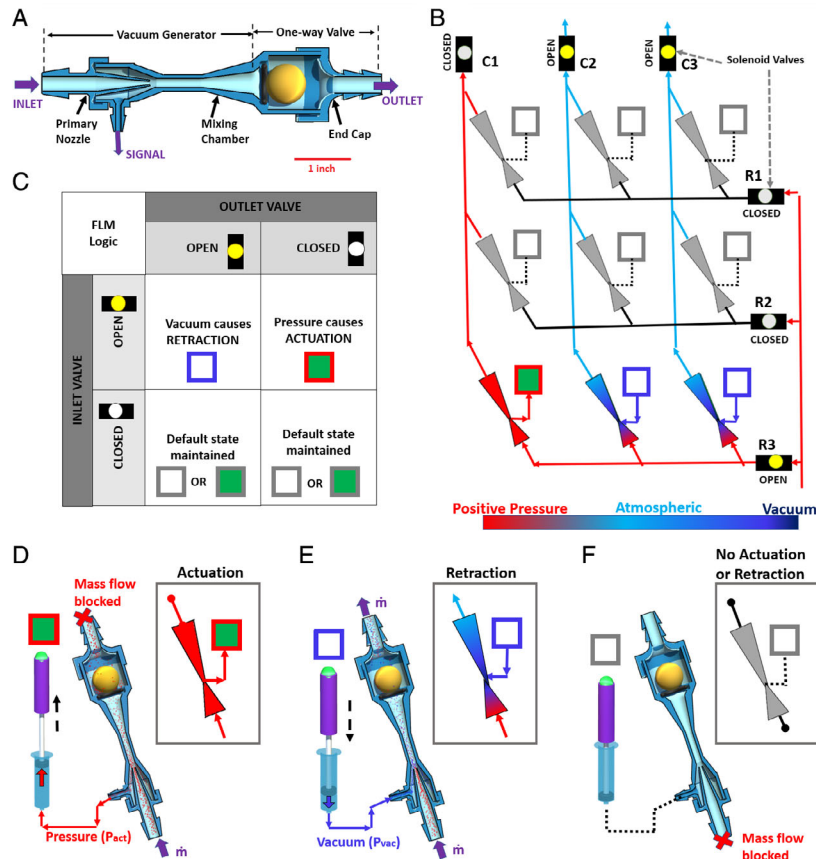 A
Vacuum Generator
One-way Valve
INLET
OUTLET
Primary
Nozzle
Mixing
Chamber
End Cap
SIGNAL
1 inch
B
CLOSED
C1
OPEN
C2
OPEN
C3
Solenoid Valves
R1
CLOSED
R2
CLOSED
R3
OPEN
Positive Pressure
Atmospheric
Vacuum
C
FLM
Logic
OUTLET VALVE
OPEN
CLOSED
INLET VALVE
OPEN
Vacuum causes
RETRACTION
Pressure causes
ACTUATION
CLOSED
Default state
maintained
OR
Default state
maintained
OR
D
Mass flow
blocked
Actuation
Pressure (Pact)
ṁ
E
ṁ
Retraction
Vacuum (Pvac)
ṁ
F
No Actuation
or Retraction
Mass flow
blocked